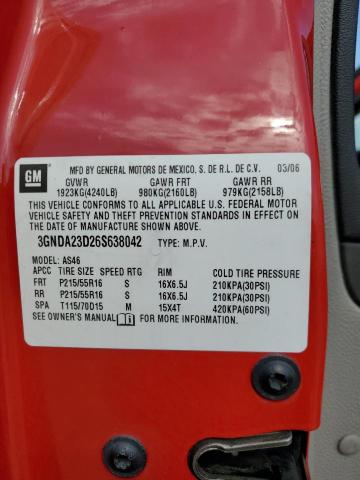 GM
MFD BY GENERAL MOTORS DE MEXICO, S. DE R.L. DE C.V. 03/06
GVWR GAWR FRT GAWR RR
1923KG(4240LB) 980KG(2160LB) 979KG(2158LB)
THIS VEHICLE CONFORMS TO ALL APPLICABLE U.S. FEDERAL MOTOR
VEHICLE SAFETY AND THEFT PREVENTION STANDARDS IN EFFECT ON
THE DATE OF MANUFACTURE SHOWN ABOVE.
3GNDA23D26S638042 TYPE: M.P.V.
MODEL: AS46
APCC TIRE SIZE SPEED RTG RIM COLD TIRE PRESSURE
FRT P215/55R16 S 16X6.5J 210KPA(30PSI)
RR P215/55R16 S 16X6.5J 210KPA(30PSI)
SPA T115/70D15 M 15X4T 420KPA(60PSI)
SEE OWNER'S MANUAL FOR MORE INFORMATION.